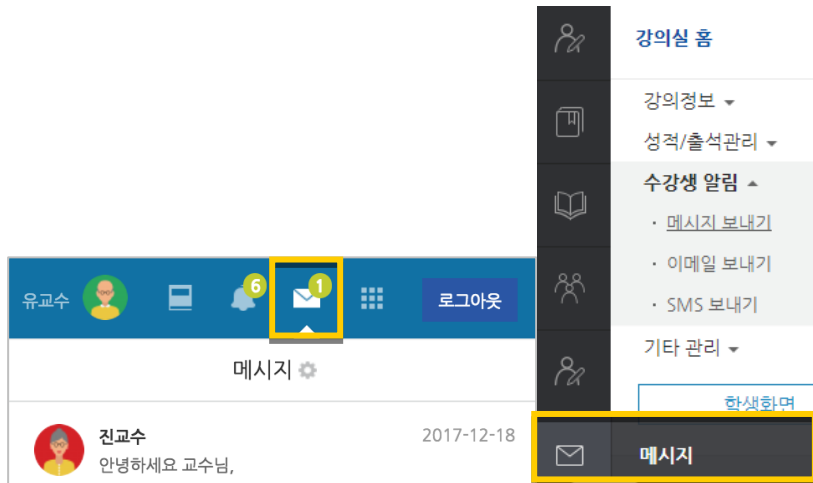 유교수
6
1
로그아웃
메시지
진교수
2017-12-18
안녕하세요 교수님,
강의실 홈
강의정보
성적/출석관리
수강생 알림
· 메시지 보내기
· 이메일 보내기
· SMS 보내기
기타 관리
학생화면
메시지